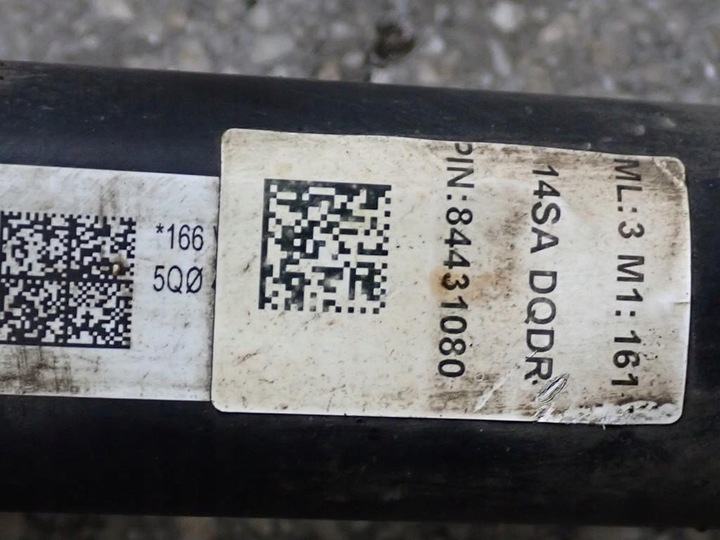 *166
5QØ
ML: 3 M1: 161
14SA DQDR
PIN: 84431080